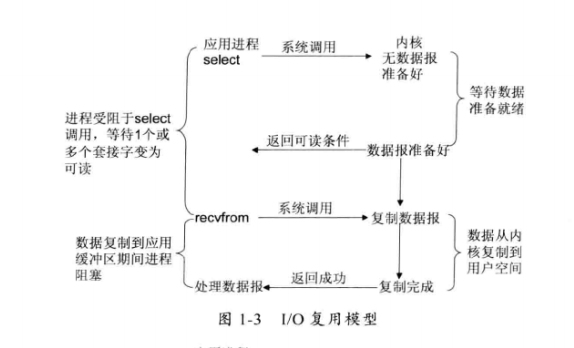 应用进程
select
系统调用
内核
无数据报
准备好
等待数据
准备就绪
进程受阻于select
调用，等待1个或
多个套接字变为
可读
返回可读条件
数据报准备好
recvfrom
系统调用
复制数据报
数据复制到应用
缓冲区期间进程
阻塞
数据从内
核复制到
用户空间
处理数据报
返回成功
复制完成
图 1-3 I/O 复用模型